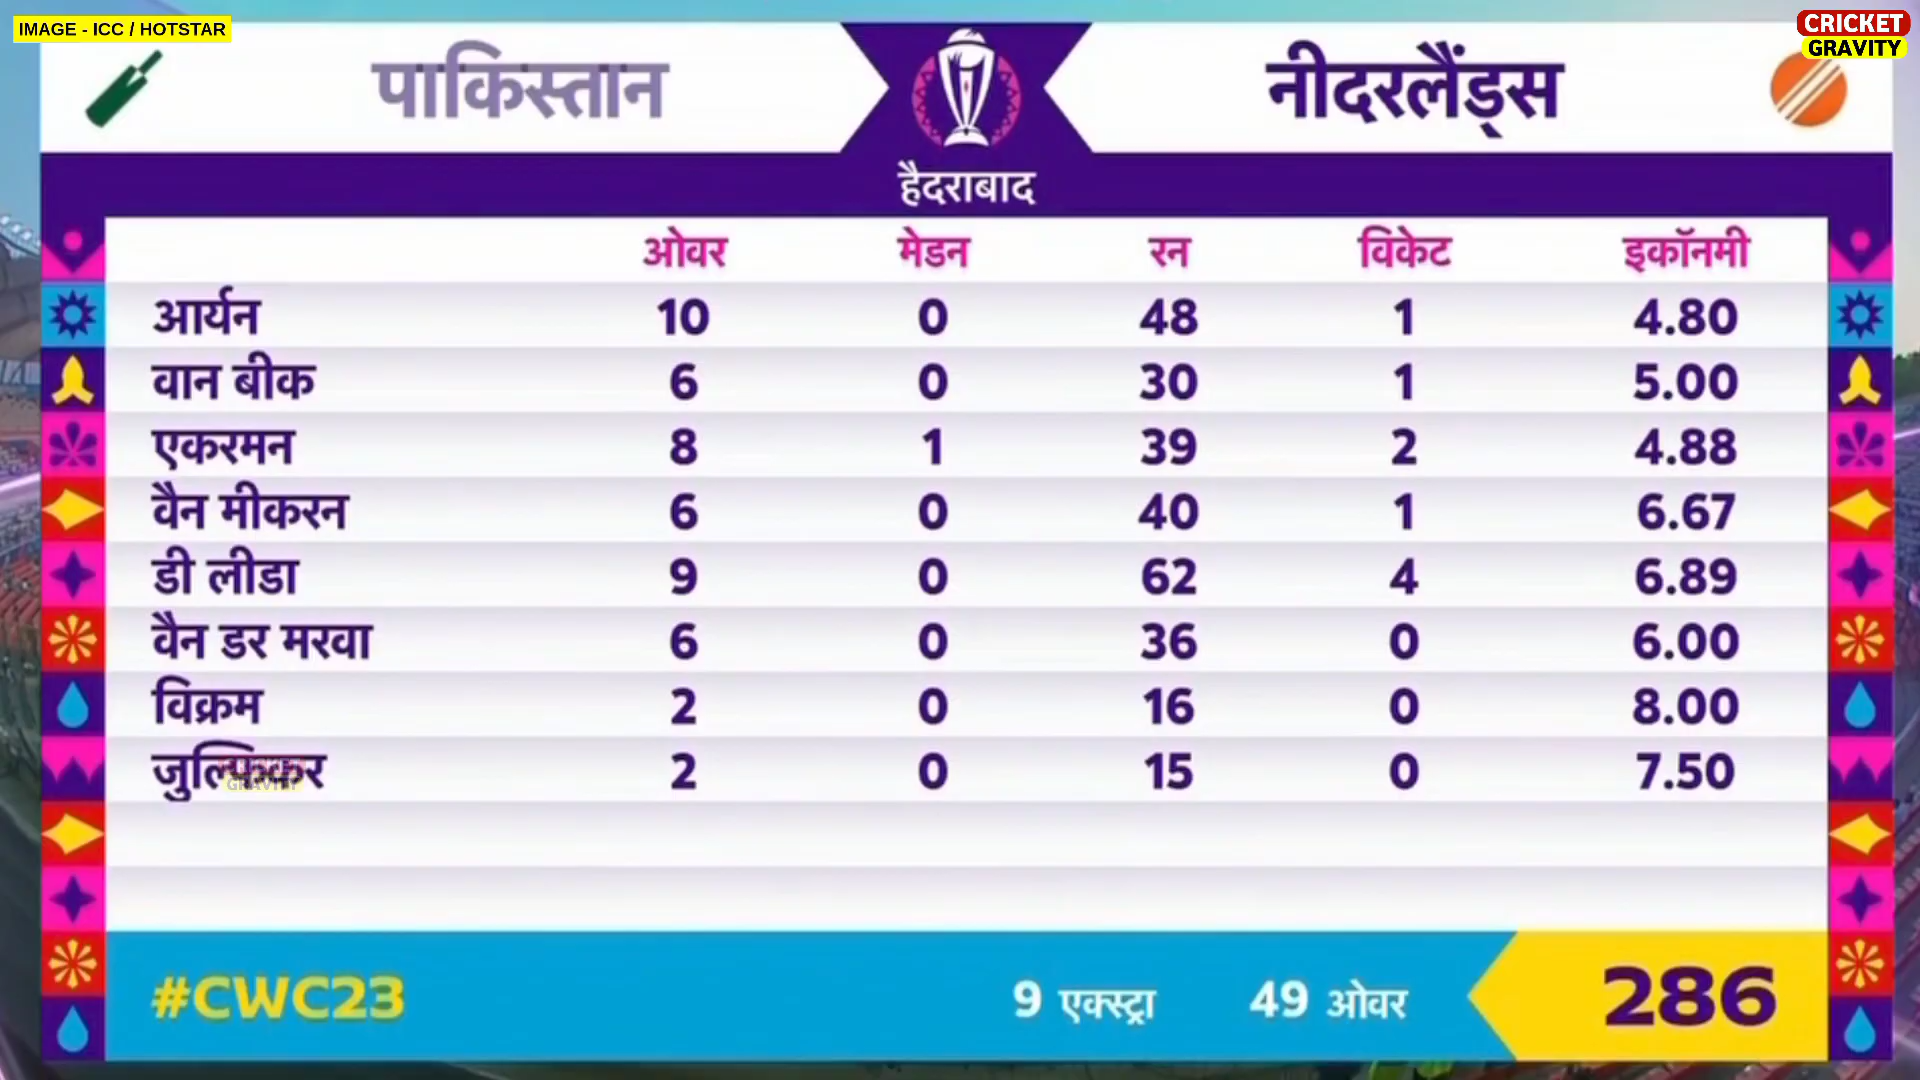 IMAGE - ICC / HOTSTAR
CRICKET
GRAVITY
पाकिस्तान नीदरलैंड्स
हैदराबाद
ओवर मेडन रन विकेट इकॉनमी
आर्यन 10 0 48 1 4.80
वान बीक 6 0 30 1 5.00
एकरमन 8 1 39 2 4.88
वैन मीकरन 6 0 40 1 6.67
डी लीडा 9 0 62 4 6.89
वैन डर मरवा 6 0 36 0 6.00
विक्रम 2 0 16 0 8.00
2 0 15 0 7.50
CRICKET
GRAVITY
#CWC23 9 एक्स्ट्रा 49 ओवर 286